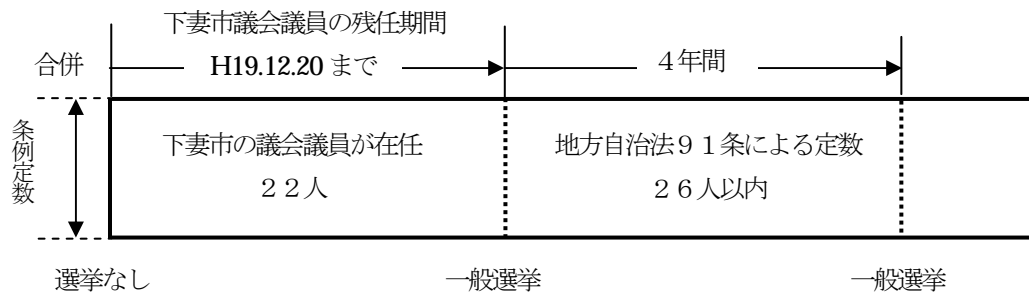 下妻市議会議員の残任期間
合併
H19.12.20 まで
４年間
条例定数
下妻市の議会議員が在任
２２人
地方自治法９１条による定数
２６人以内
選挙なし
一般選挙
一般選挙